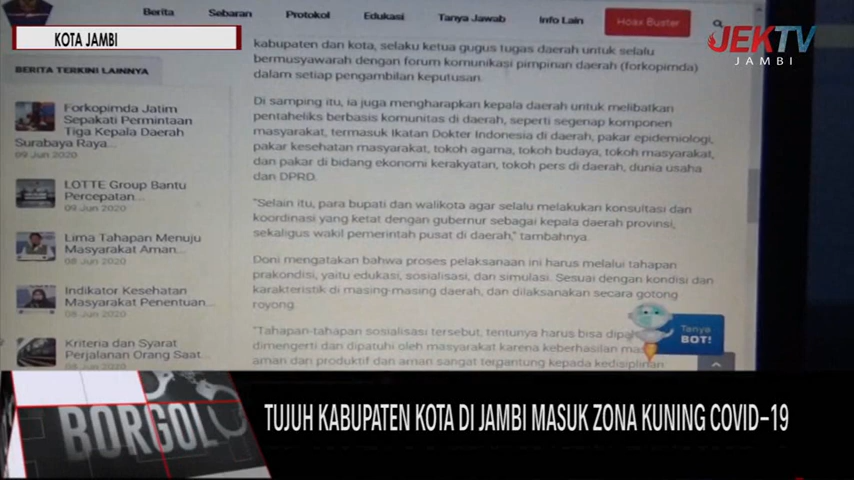 Berita Sebaran Protokol Edukasi Tanya Jawab Info Lain Hoax Buster
KOTA JAMBI
JEKTV
JAMBI
BERITA TERKINI LAINNYA
Forkopimda Jatim
Sepakati Permintaan
Tiga Kepala Daerah
Surabaya Raya...
09 Jun 2020
LOTTE Group Bantu
Percepatan...
09 Jun 2020
Lima Tahapan Menuju
Masyarakat Aman...
08 Jun 2020
Indikator Kesehatan
Masyarakat Penentuan...
08 Jun 2020
Kriteria dan Syarat
Perjalanan Orang Saat...
08 Jun 2020
kabupaten dan kota, selaku ketua gugus tugas daerah untuk selalu
bermusyawarah dengan forum komunikasi pimpinan daerah (forkopimda)
dalam setiap pengambilan keputusan.
Di samping itu, ia juga mengharapkan kepala daerah untuk melibatkan
pentaheliks berbasis komunitas di daerah, seperti segenap komponen
masyarakat, termasuk Ikatan Dokter Indonesia di daerah, pakar epidemiologi,
pakar kesehatan masyarakat, tokoh agama, tokoh budaya, tokoh masyarakat,
dan pakar di bidang ekonomi kerakyatan, tokoh pers di daerah, dunia usaha
dan DPRD.
"Selain itu, para bupati dan walikota agar selalu melakukan konsultasi dan
koordinasi yang ketat dengan gubernur sebagai kepala daerah provinsi,
sekaligus wakil pemerintah pusat di daerah," tambahnya.
Doni mengatakan bahwa proses pelaksanaan ini harus melalui tahapan
prakondisi, yaitu edukasi, sosialisasi, dan simulasi. Sesuai dengan kondisi dan
karakteristik di masing-masing daerah, dan dilaksanakan secara gotong
royong.
"Tahapan-tahapan sosialisasi tersebut, tentunya harus bisa
dimengerti dan dipatuhi oleh masyarakat karena keberhasilan
aman dan produktif dan aman sangat tergantung kepada kedisiplinan
Tanya
BOT!
BORGOL
TUJUH KABUPATEN KOTA DI JAMBI MASUK ZONA KUNING COVID-19